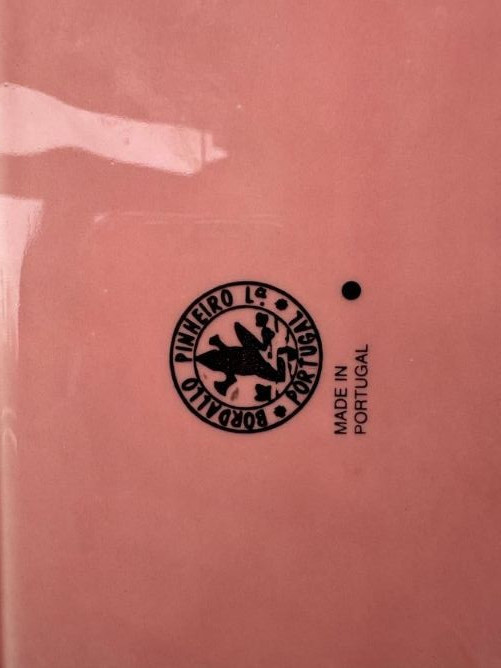 BORDALLO PINHEIRO Lª.
PORTUGAL
MADE IN
PORTUGAL